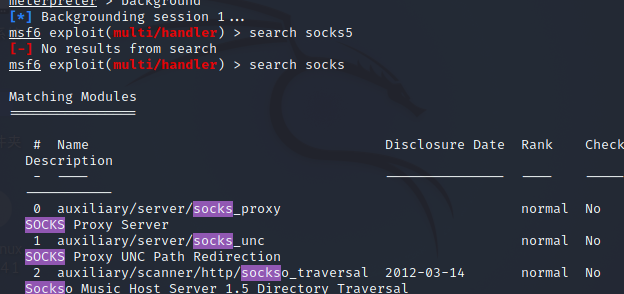 meterpreter > background
[*] Backgrounding session 1...
msf6 exploit(multi/handler) > search socks5
[-] No results from search
msf6 exploit(multi/handler) > search socks
Matching Modules
================
#  Name                                    Disclosure Date  Rank    Check
Description
-  ----                                    ---------------  ----    -----
-----------
0  auxiliary/server/socks_proxy                             normal  No
SOCKS Proxy Server
1  auxiliary/server/socks_unc                               normal  No
SOCKS Proxy UNC Path Redirection
2  auxiliary/scanner/http/sockso_traversal  2012-03-14       normal  No
Sockso Music Host Server 1.5 Directory Traversal